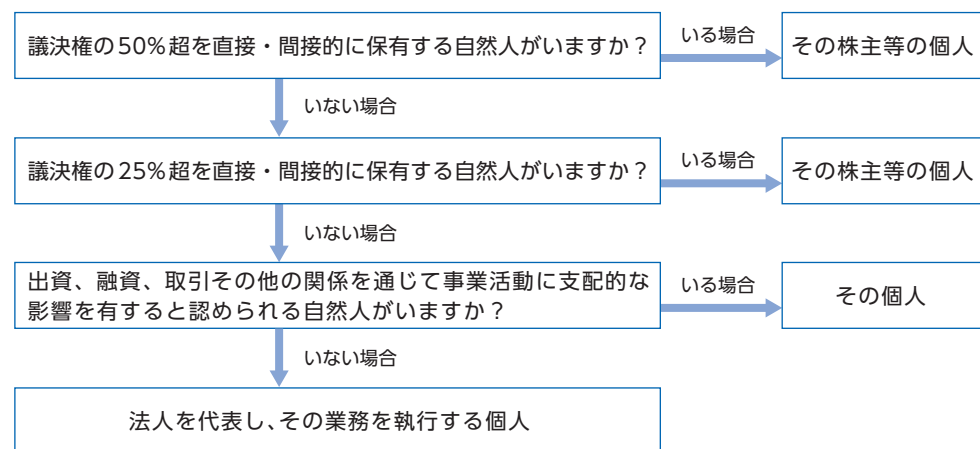 議決権の50%超を直接・間接的に保有する自然人がいますか？
いる場合
その株主等の個人
いない場合
議決権の25%超を直接・間接的に保有する自然人がいますか？
いる場合
その株主等の個人
いない場合
出資、融資、取引その他の関係を通じて事業活動に支配的な
影響を有すると認められる自然人がいますか？
いる場合
その個人
いない場合
法人を代表し、その業務を執行する個人